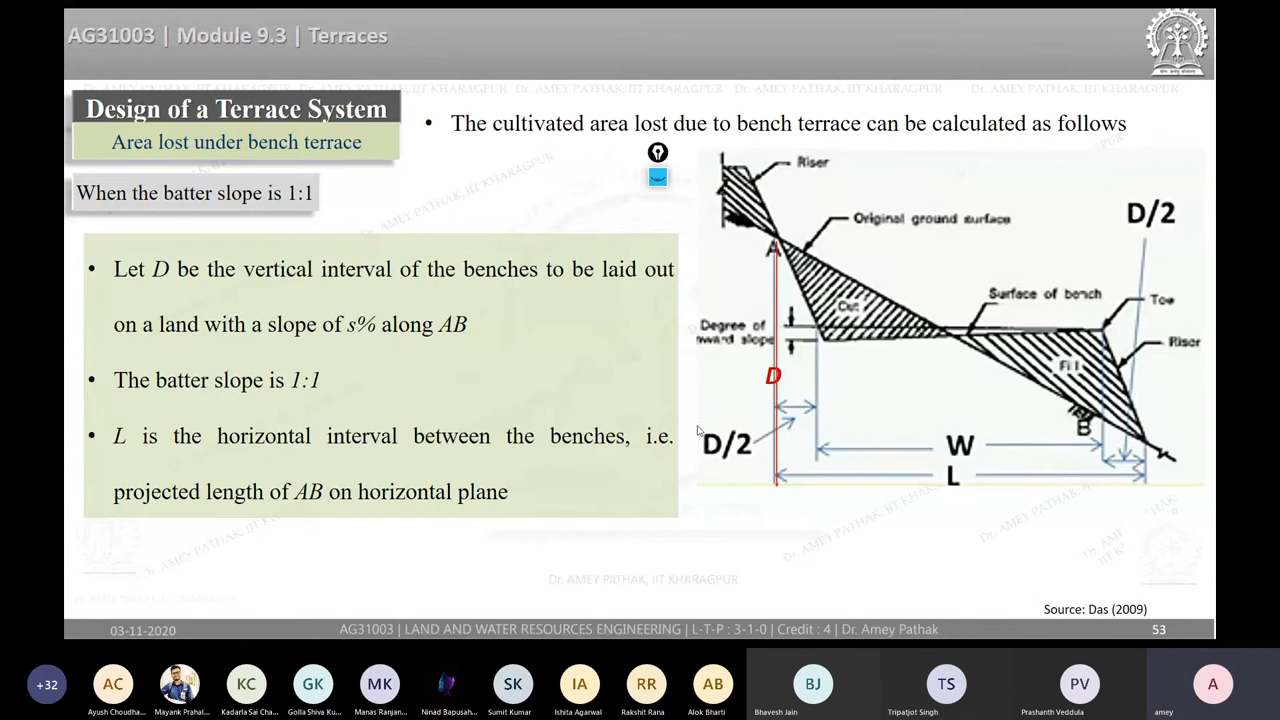 AG31003 | Module 9.3 | Terraces
Design of a Terrace System
Area lost under bench terrace
• The cultivated area lost due to bench terrace can be calculated as follows
When the batter slope is 1:1
• Let D be the vertical interval of the benches to be laid out
on a land with a slope of s% along AB
• The batter slope is 1:1
• L is the horizontal interval between the benches, i.e.
projected length of AB on horizontal plane
Riser
Original ground surface
D/2
A
Cut
Surface of bench
Toe
Degree of
nward slope
Riser
Fill
D
B
D/2
W
L
Dr. AMEY PATHAK, IIT KHARAGPUR
Source: Das (2009)
03-11-2020
AG31003 | LAND AND WATER RESOURCES ENGINEERING | L-T-P : 3-1-0 | Credit : 4 | Dr. Amey Pathak
53
+32
AC
KC
GK
MK
SK
IA
RR
AB
BJ
TS
PV
A
Ayush Choudha...
Mayank Prahal...
Kadarla Sai Cha...
Golla Shiva Ku...
Manas Ranjan...
Ninad Bapusah...
Sumit Kumar
Ishita Agarwal
Rakshit Rana
Alok Bharti
Bhavesh Jain
Tripatjot Singh
Prashanth Veddula
amey